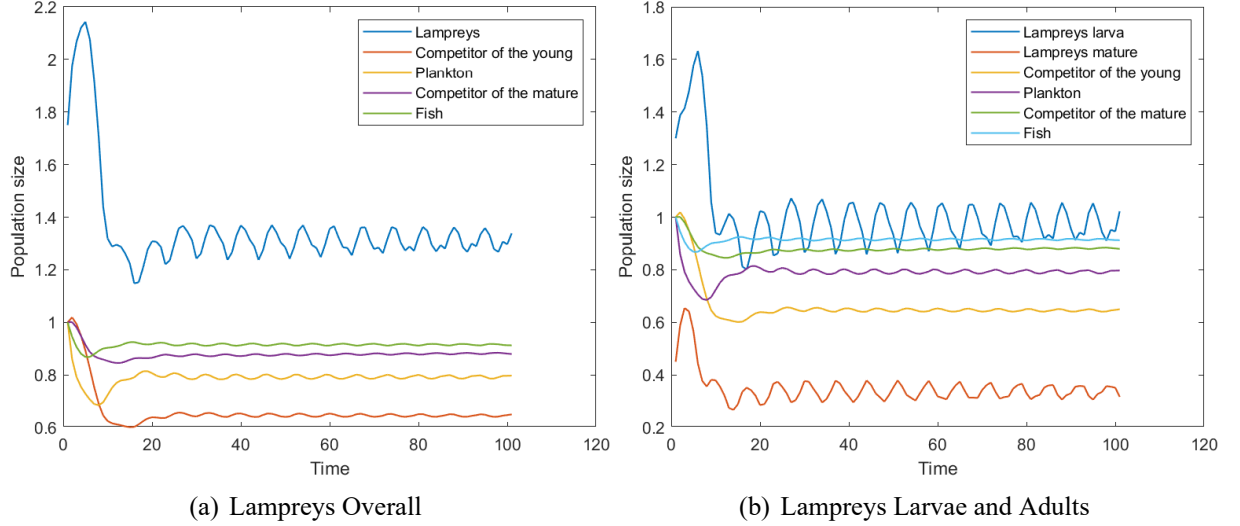 2.2
2
1.8
1.6
1.4
1.2
1
0.8
0.6
Population size
0 20 40 60 80 100 120
Time
Lampreys
Competitor of the young
Plankton
Competitor of the mature
Fish
(a) Lampreys Overall
1.8
1.6
1.4
1.2
1
0.8
0.6
0.4
0.2
Population size
0 20 40 60 80 100 120
Time
Lampreys larva
Lampreys mature
Competitor of the young
Plankton
Competitor of the mature
Fish
(b) Lampreys Larvae and Adults